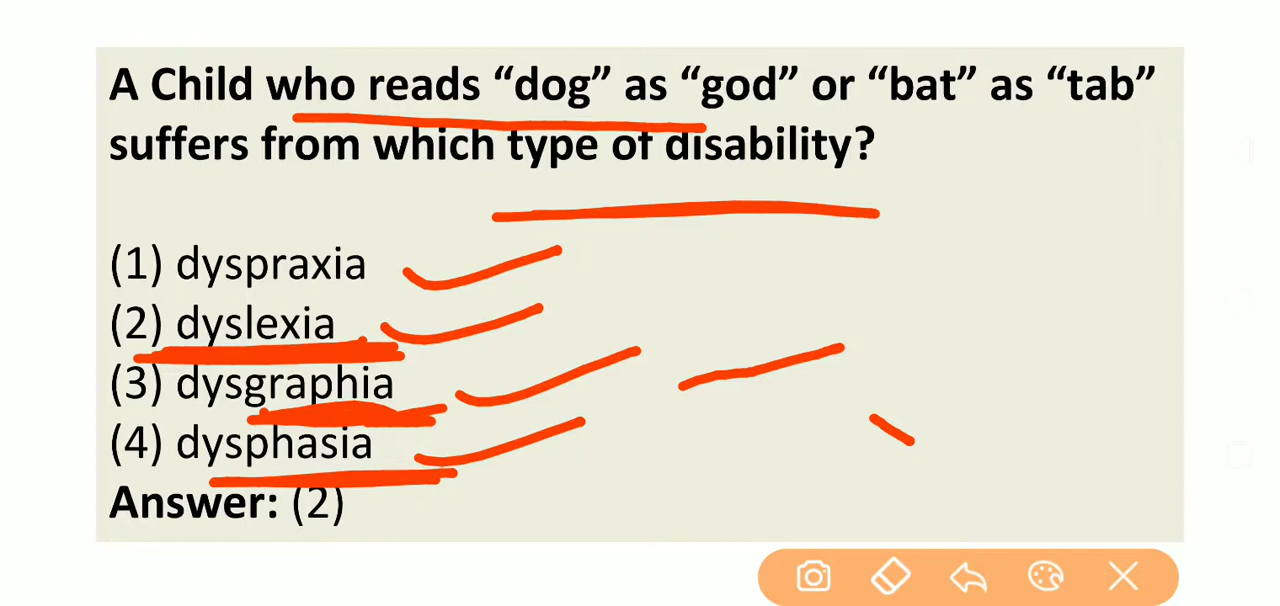 A Child who reads “dog” as “god” or “bat” as “tab”
suffers from which type of disability?
(1) dyspraxia
(2) dyslexia
(3) dysgraphia
(4) dysphasia
Answer: (2)